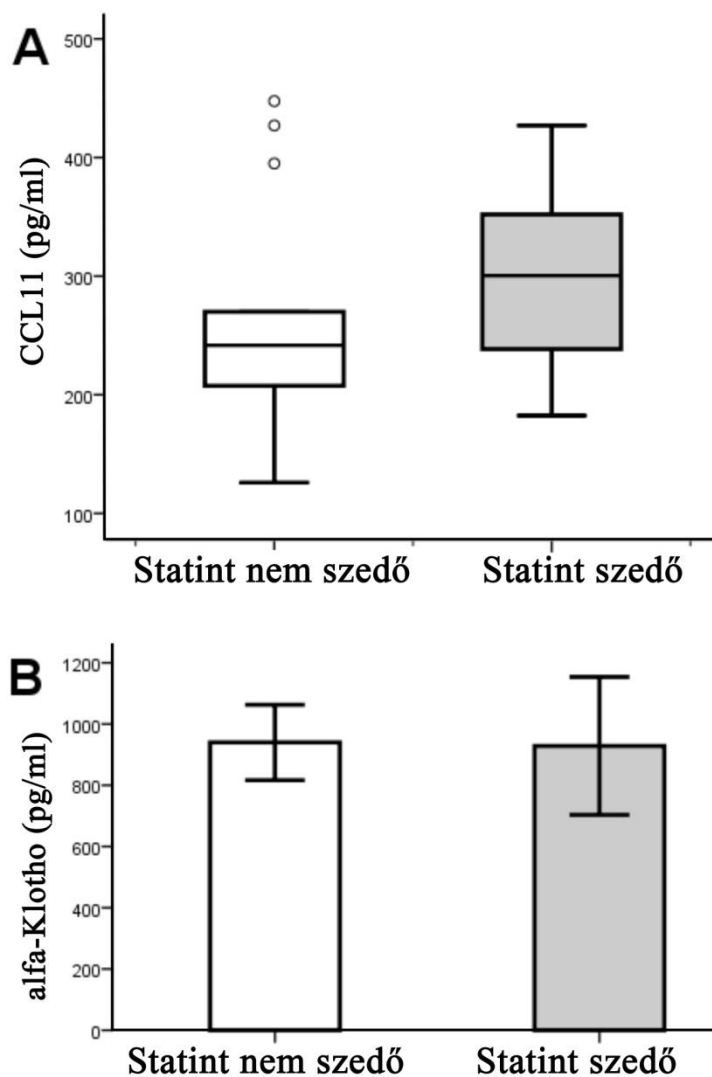 A
CCL11 (pg/ml)
500
400
300
200
100
Statint nem szedő
Statint szedő
B
alfa-Klotho (pg/ml)
1200
1000
800
600
400
200
0
Statint nem szedő
Statint szedő